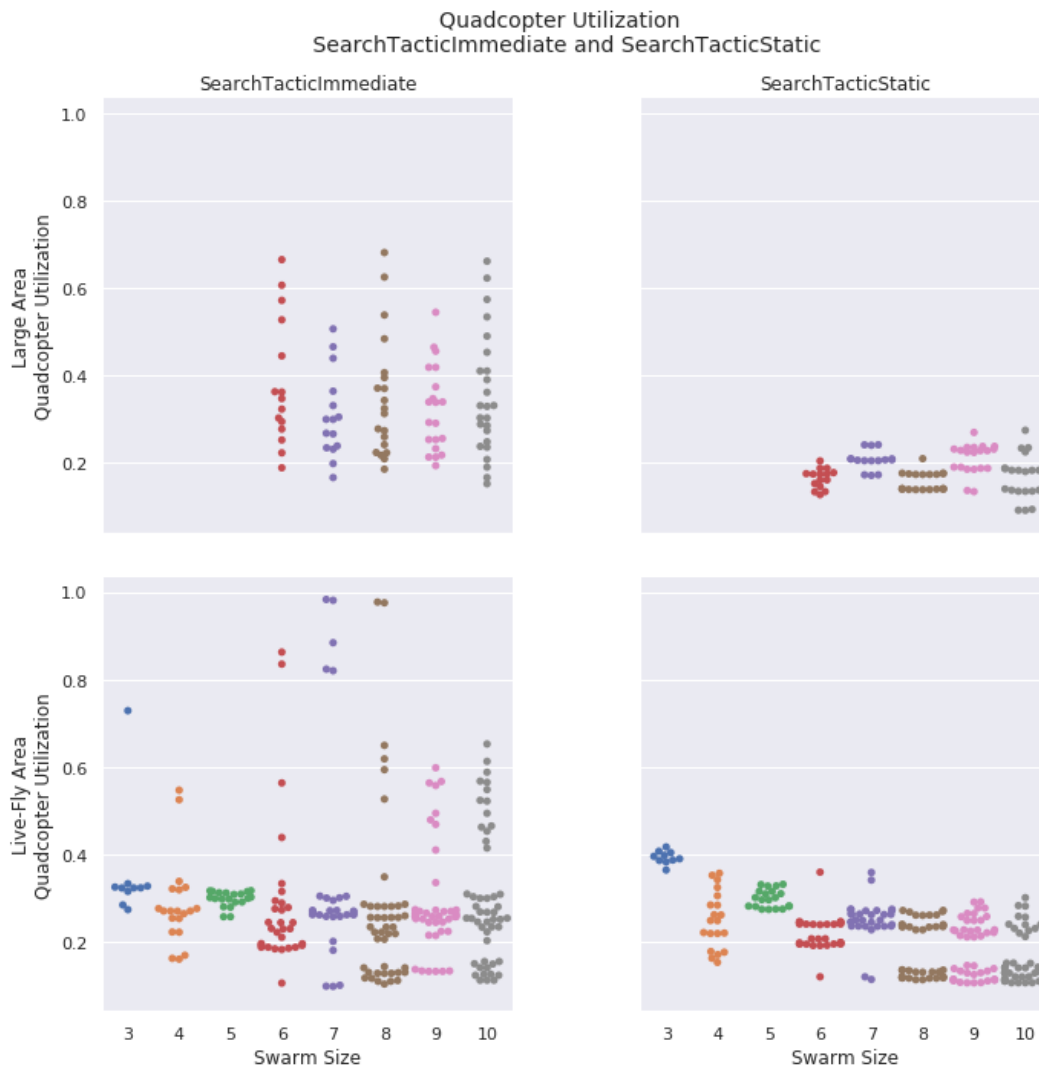 Quadcopter Utilization
SearchTacticImmediate and SearchTacticStatic
SearchTacticImmediate
SearchTacticStatic
Large Area
Quadcopter Utilization
1.0
0.8
0.6
0.4
0.2
Live-Fly Area
Quadcopter Utilization
1.0
0.8
0.6
0.4
0.2
3 4 5 6 7 8 9 10
Swarm Size
3 4 5 6 7 8 9 10
Swarm Size